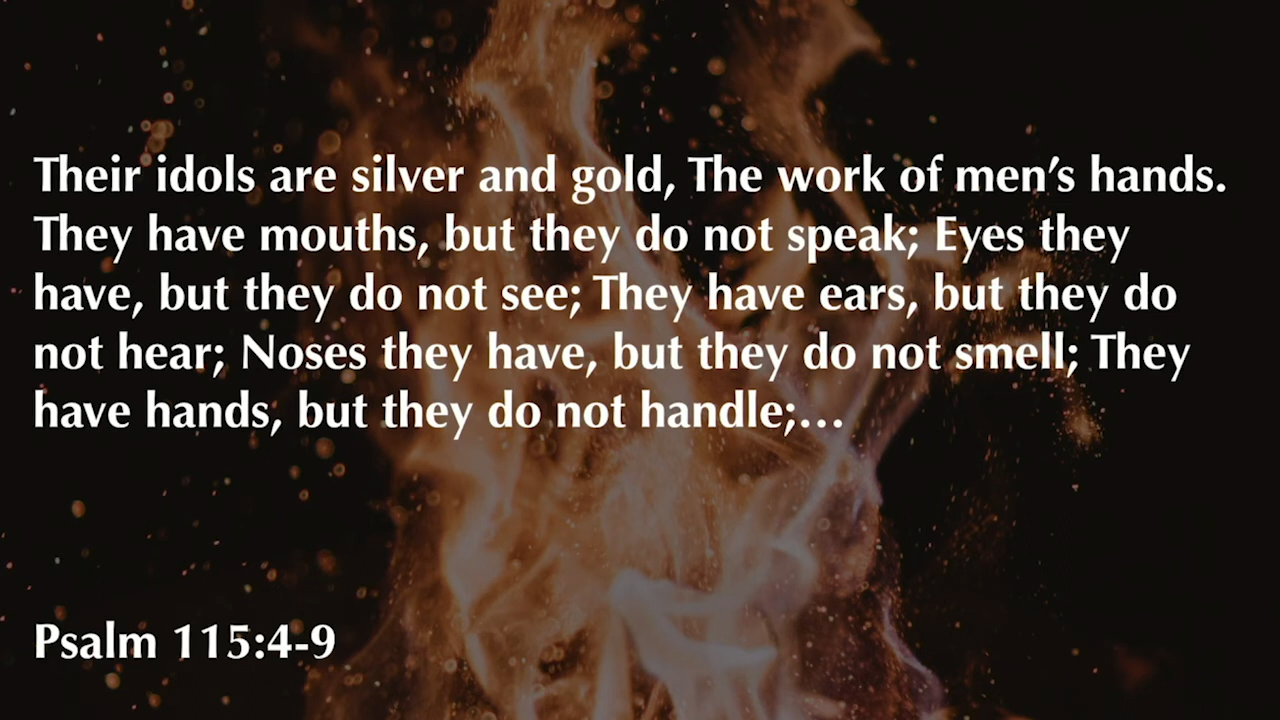 Their idols are silver and gold, The work of men’s hands.
They have mouths, but they do not speak; Eyes they
have, but they do not see; They have ears, but they do
not hear; Noses they have, but they do not smell; They
have hands, but they do not handle;…
Psalm 115:4-9